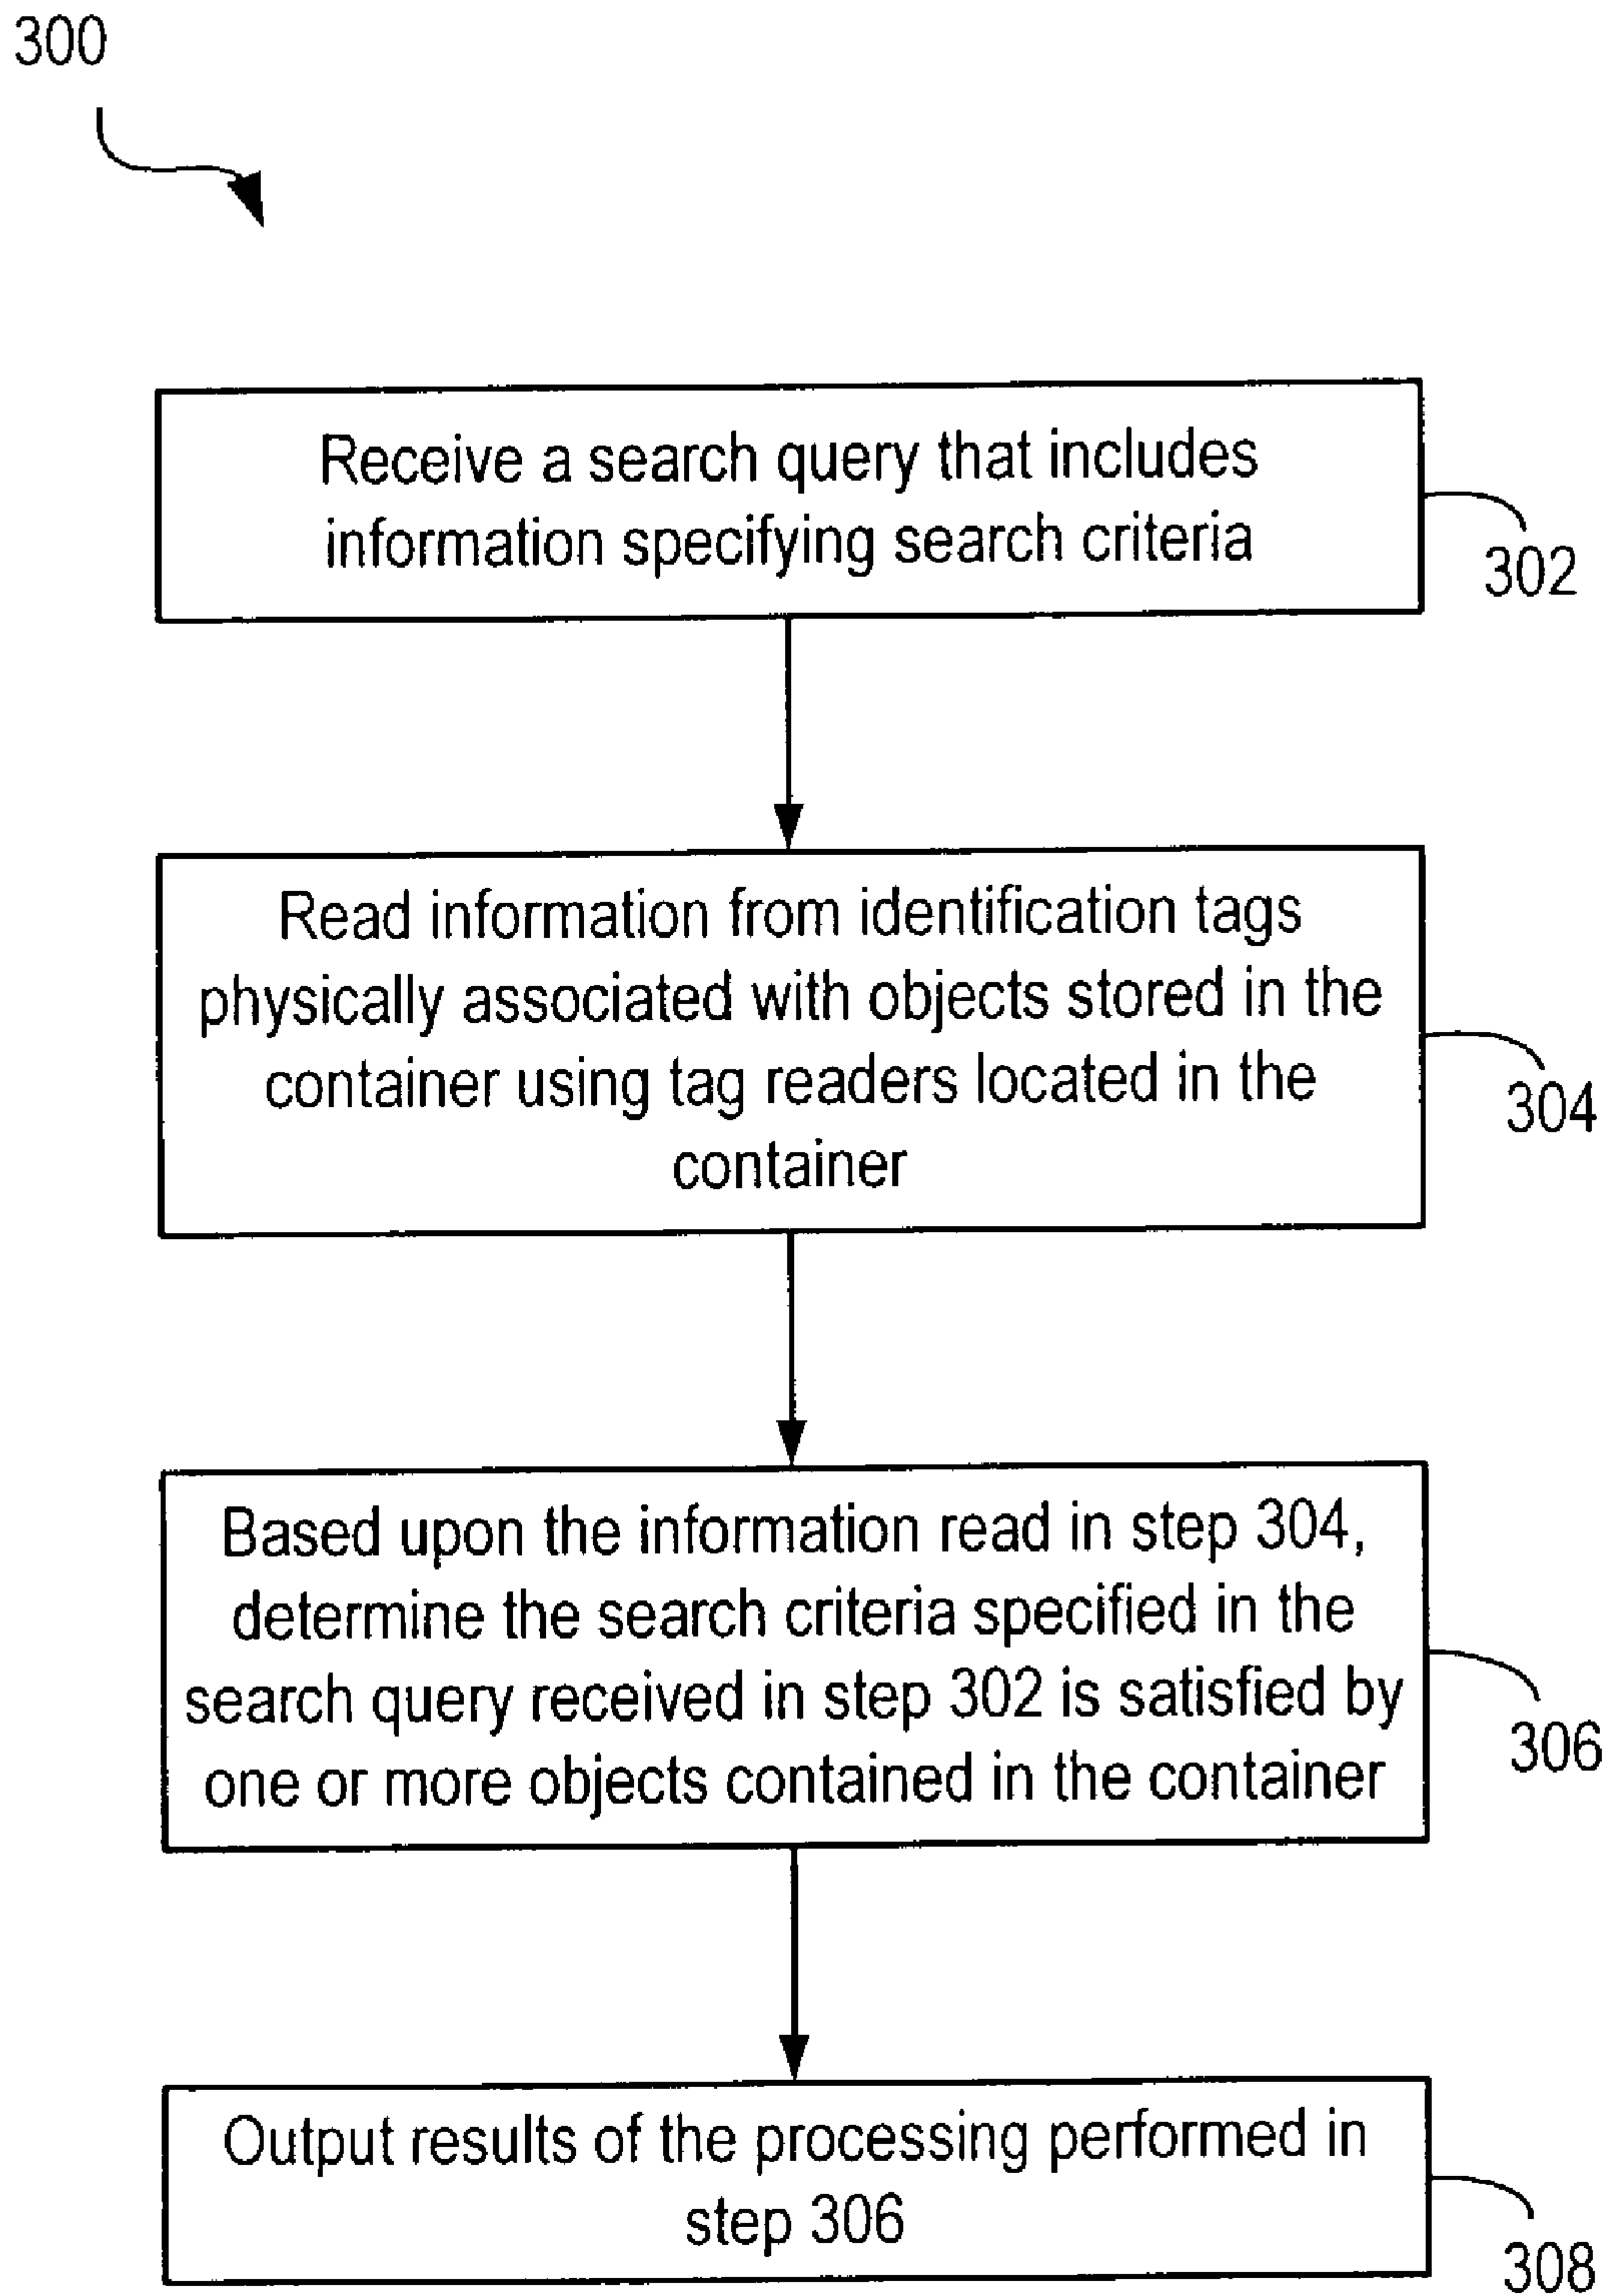 300
Receive a search query that includes
information specifying search criteria
302
Read information from identification tags
physically associated with objects stored in the
container using tag readers located in the
container
304
Based upon the information read in step 304,
determine the search criteria specified in the
search query received in step 302 is satisfied by
one or more objects contained in the container
306
Output results of the processing performed in
step 306
308